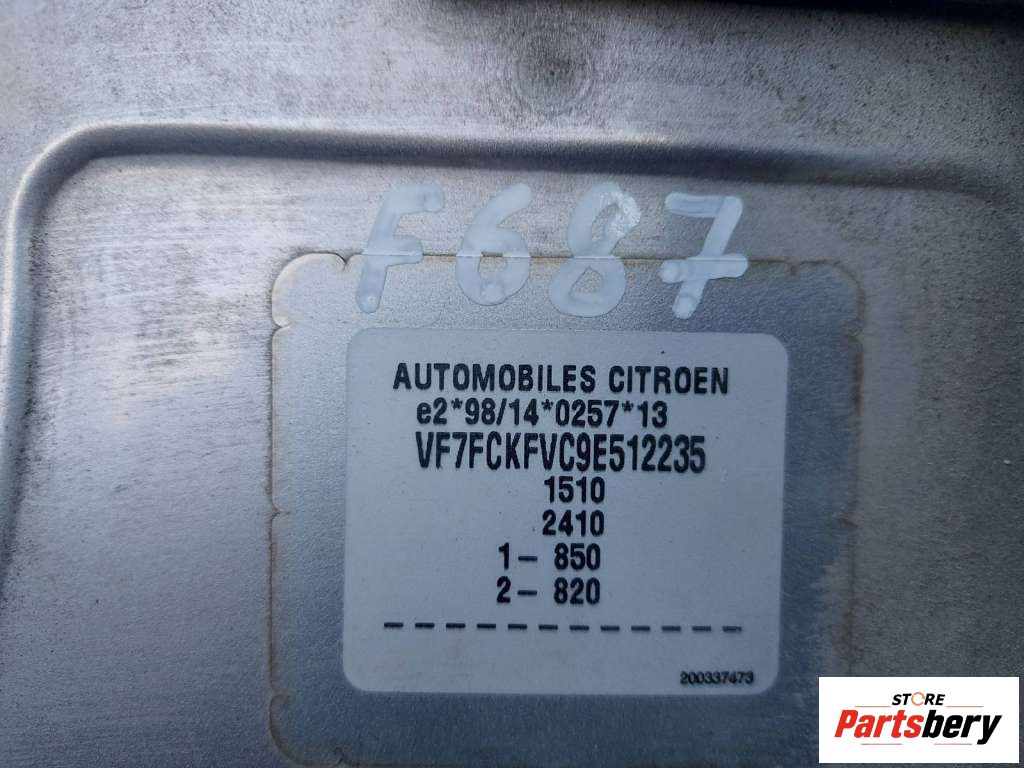 F687
AUTOMOBILES CITROEN
e2*98/14*0257*13
VF7FCKFVC9E512235
1510
2410
1- 850
2- 820
-------------
200337473
STORE
Partsbery